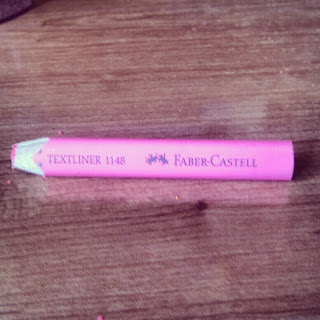 TEXTLINER 1148 FABER-CASTELL